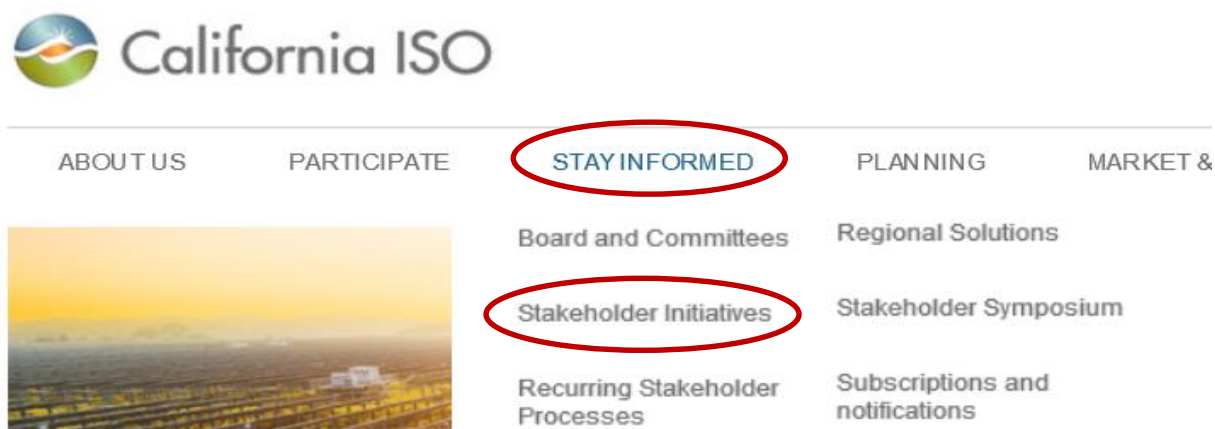 California ISO
ABOUT US PARTICIPATE STAY INFORMED PLANNING MARKET &
Board and Committees Regional Solutions
Stakeholder Initiatives Stakeholder Symposium
Recurring Stakeholder Subscriptions and
Processes notifications